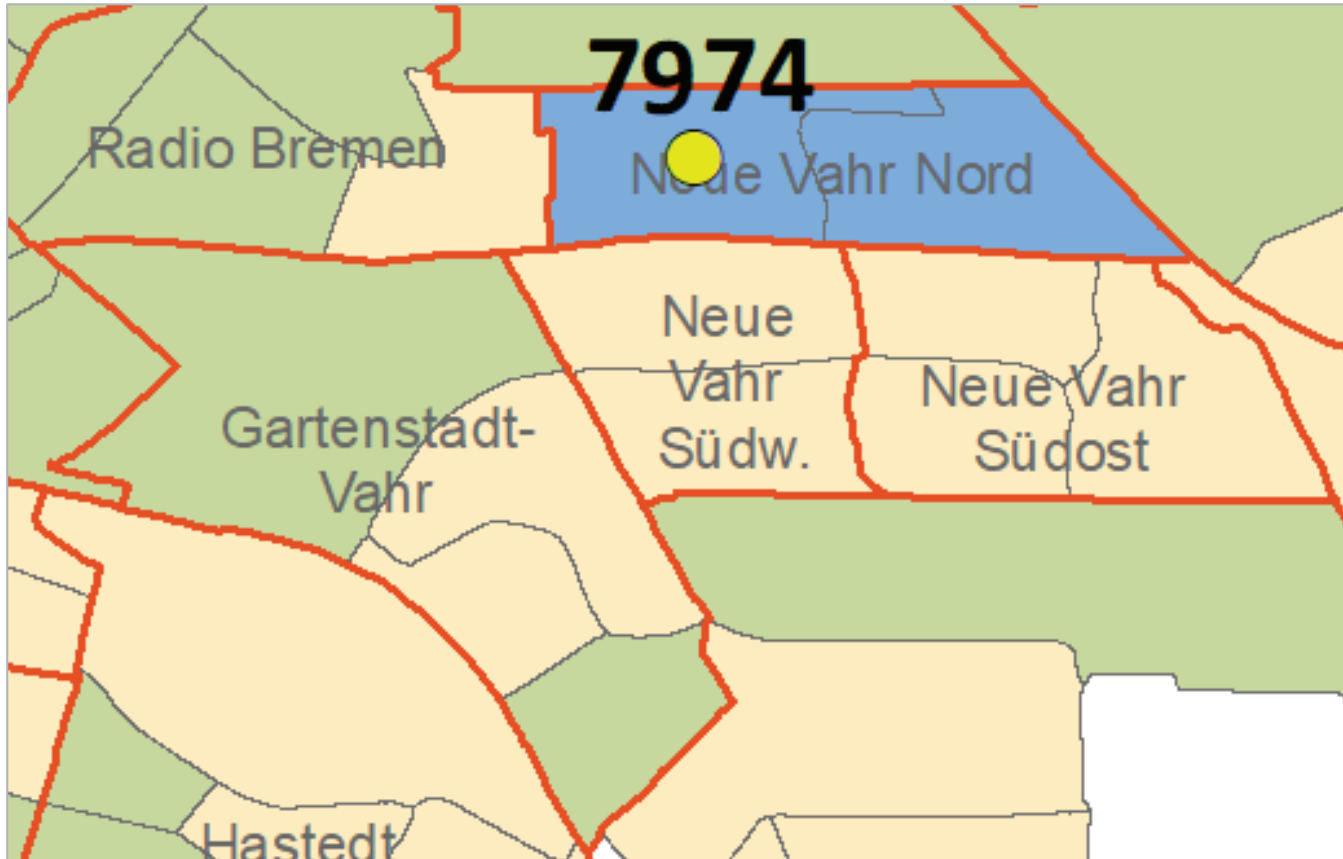 7974
Radio Bremen
Neue Vahr Nord
Neue
Vahr
Südw.
Neue Vahr
Südost
Gartenstadt-
Vahr
Hastedt